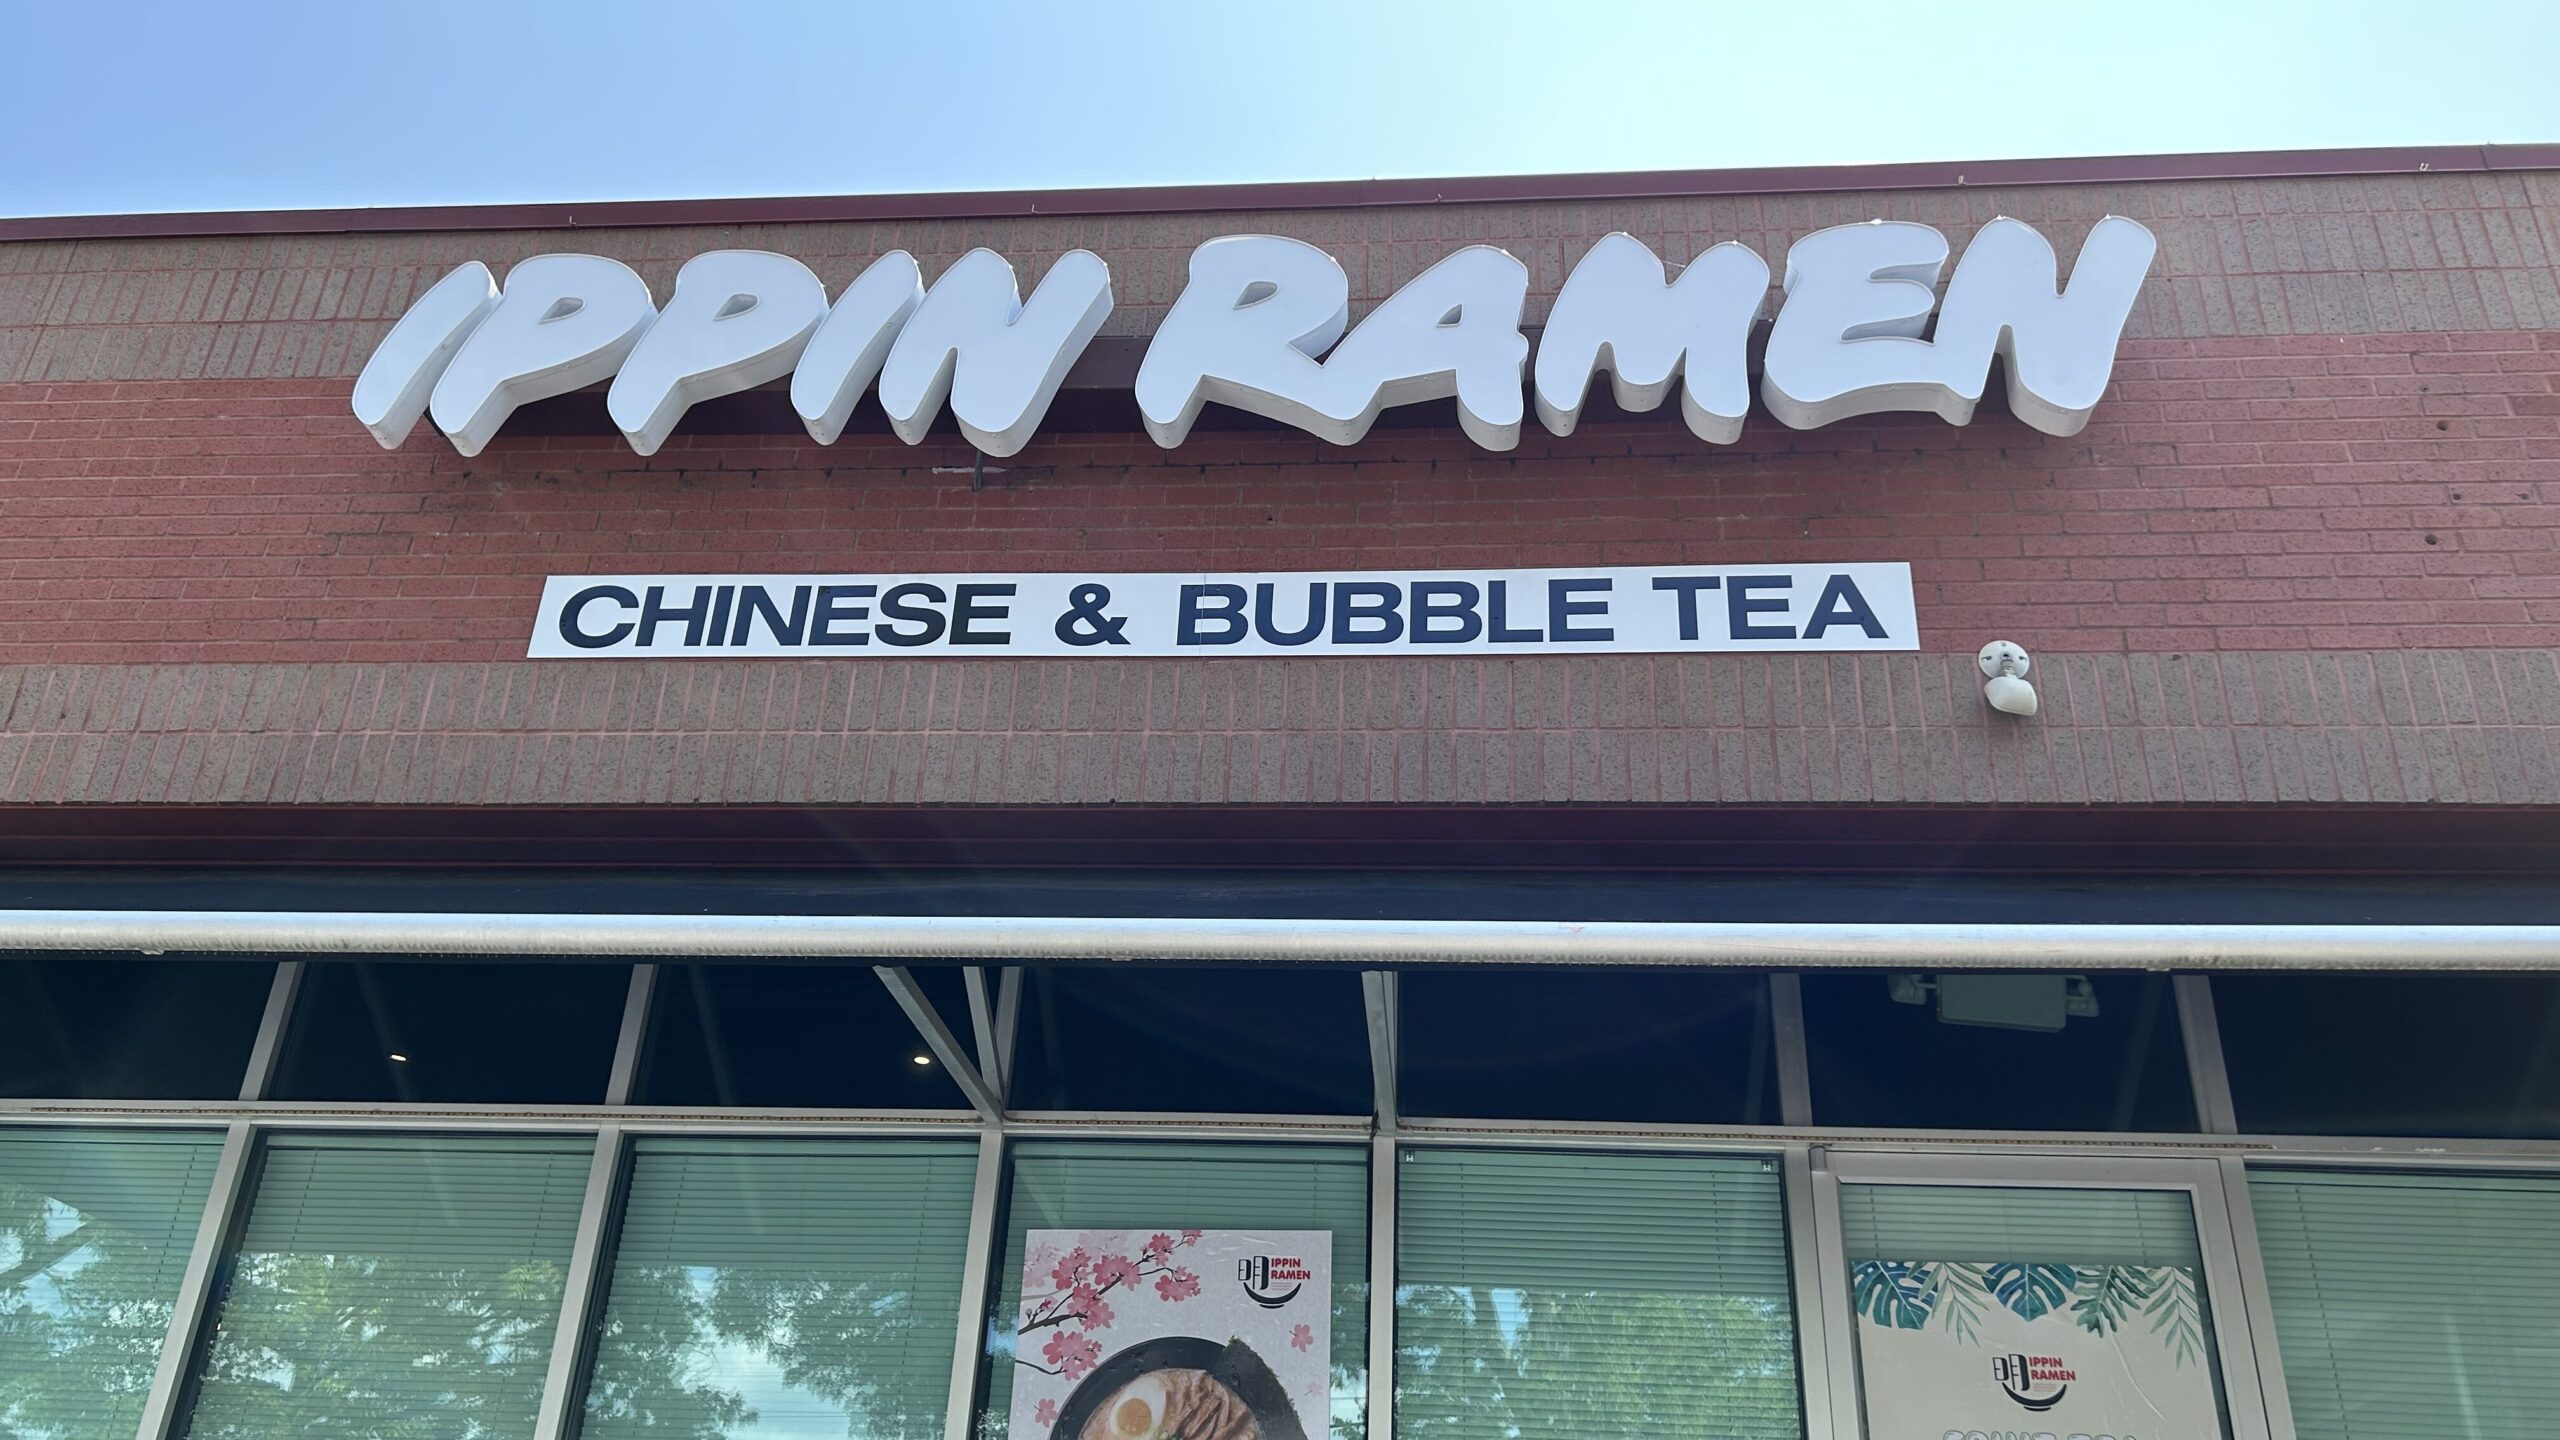 IPPIN RAMEN
CHINESE & BUBBLE TEA
IPPIN
RAMEN
IPPIN
RAMEN